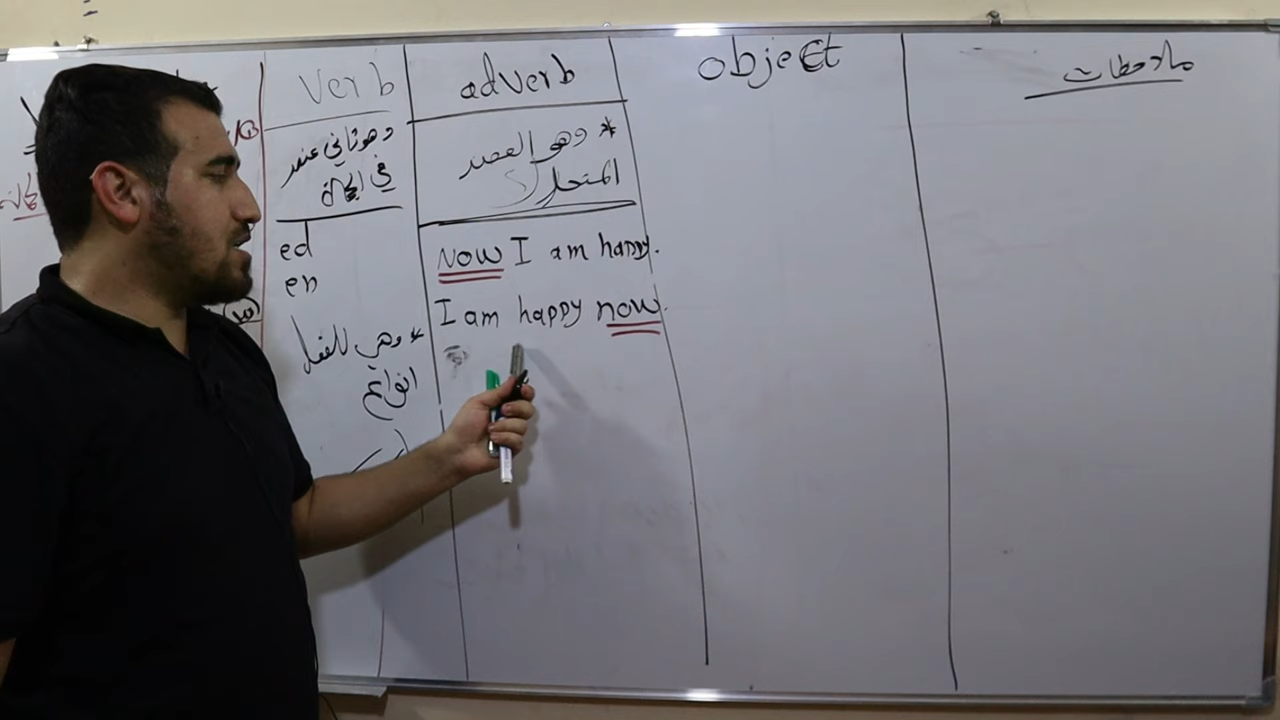 Verb
وهو ثاني عنصر
في الجملة
ed
en
* وهي للفعل
انواع
adverb
* وهو العنصر
المتحرك
Now I am happy.
I am happy now.
object
ملاحظات